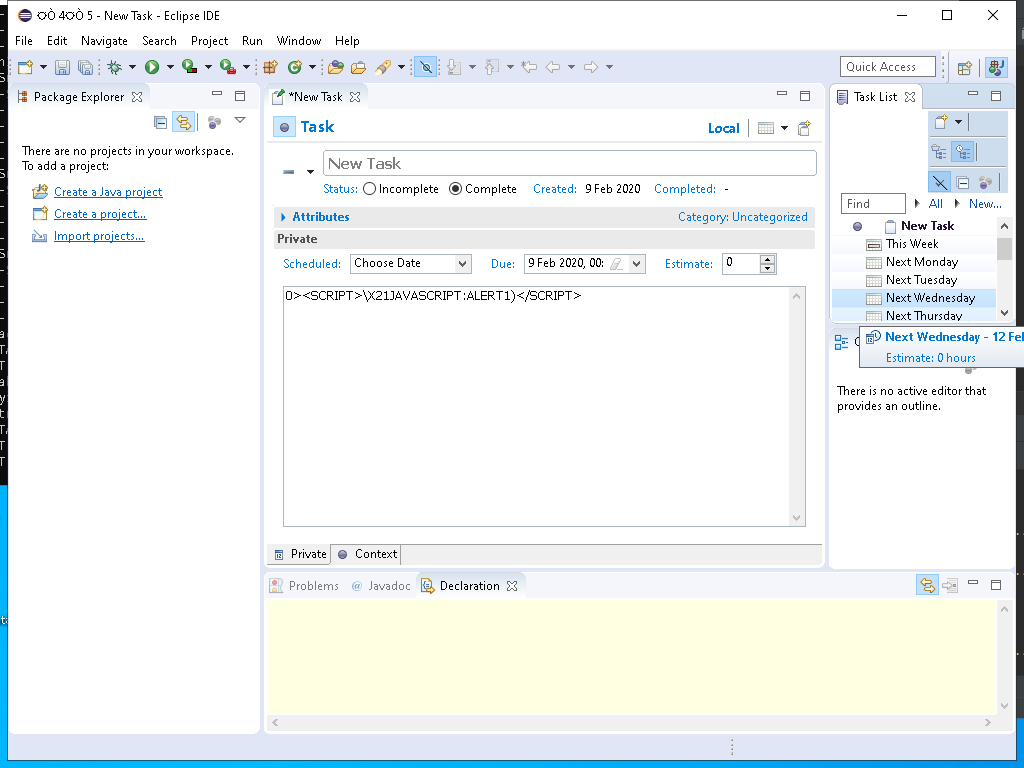 ѸÒ 4ѸÒ 5 - New Task - Eclipse IDE
File Edit Navigate Search Project Run Window Help
Quick Access
Package Explorer
There are no projects in your workspace.
To add a project:
Create a Java project
Create a project...
Import projects...
*New Task
Task
Local
New Task
Status: Incomplete Complete Created: 9 Feb 2020 Completed: -
Attributes Category: Uncategorized
Private
Scheduled: Choose Date Due: 9 Feb 2020, 00: Estimate: 0
0><SCRIPT>\X21JAVASCRIPT:ALERT1)</SCRIPT>
Private Context
Problems @ Javadoc Declaration
Task List
Find All New...
New Task
This Week
Next Monday
Next Tuesday
Next Wednesday
Next Thursday
Next Wednesday - 12 Fe
Estimate: 0 hours
There is no active editor that
provides an outline.